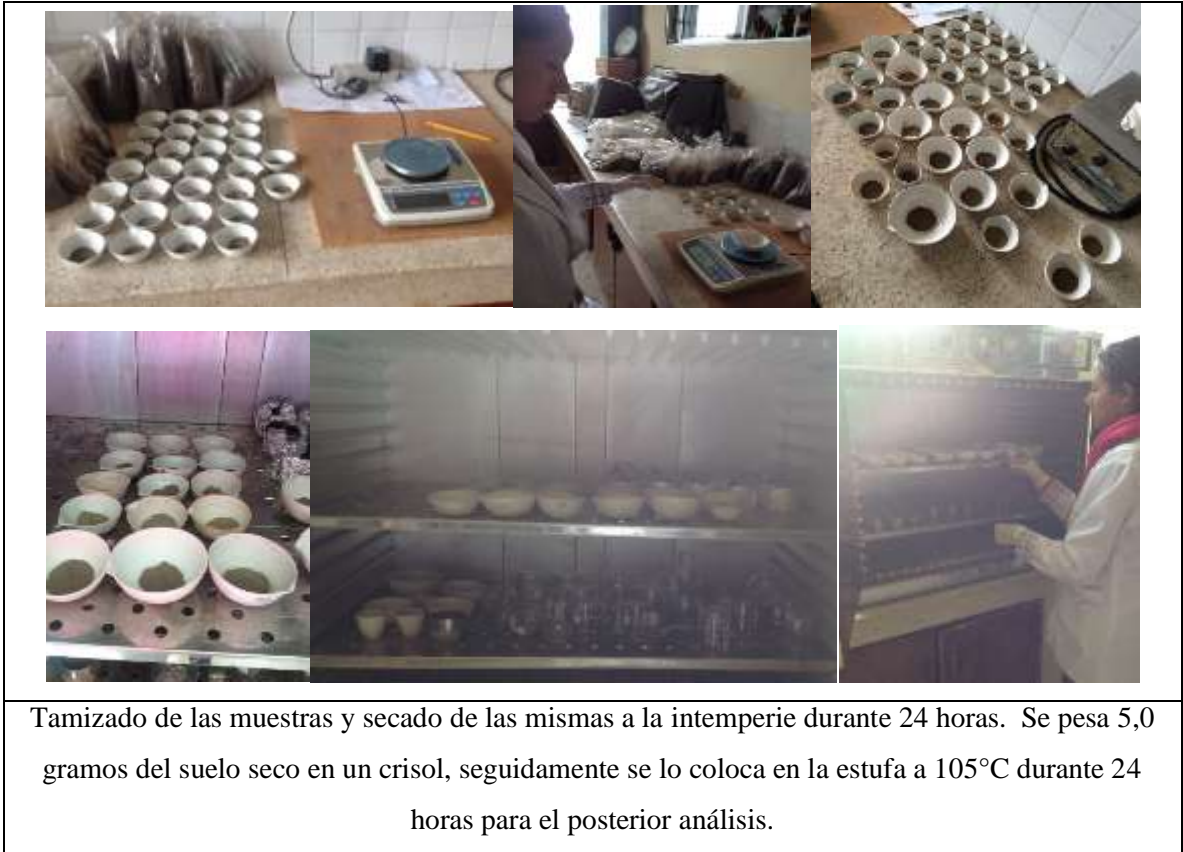 Tamizado de las muestras y secado de las mismas a la intemperie durante 24 horas. Se pesa 5,0
gramos del suelo seco en un crisol, seguidamente se lo coloca en la estufa a 105°C durante 24
horas para el posterior análisis.